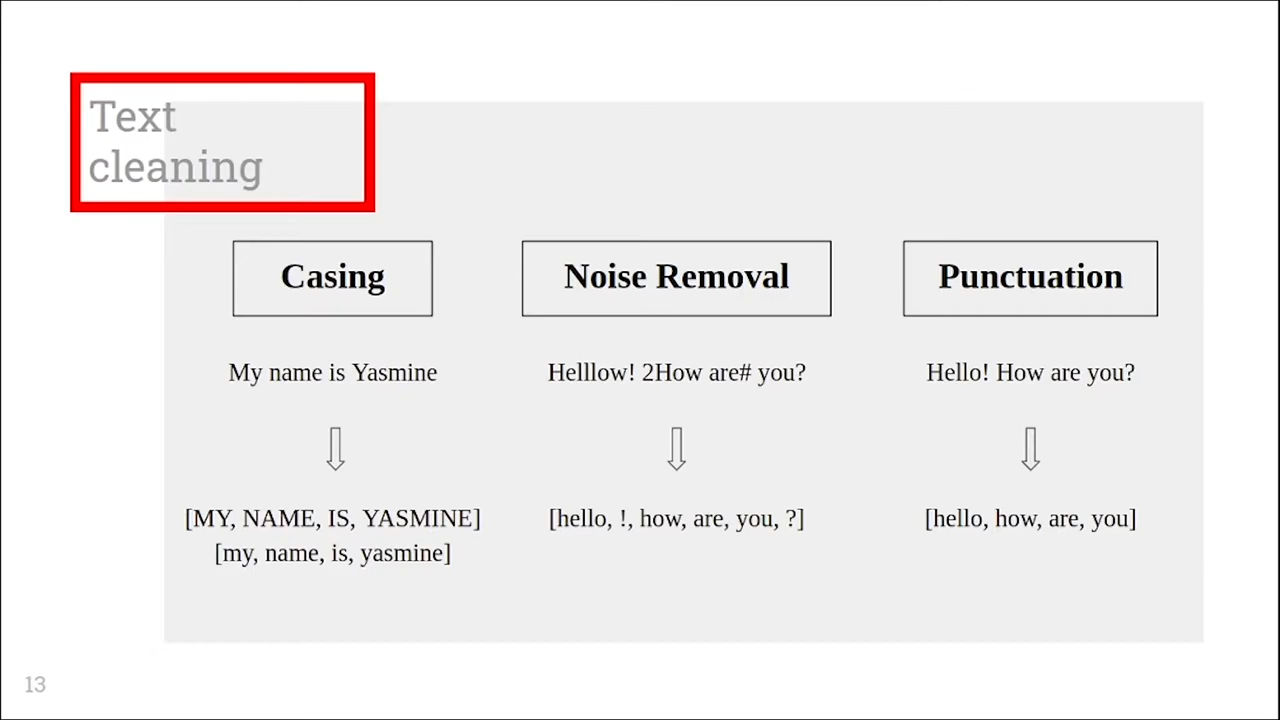 Text
cleaning
Casing
Noise Removal
Punctuation
My name is Yasmine
Helllow! 2How are# you?
Hello! How are you?
[MY, NAME, IS, YASMINE]
[my, name, is, yasmine]
[hello, !, how, are, you, ?]
[hello, how, are, you]
13